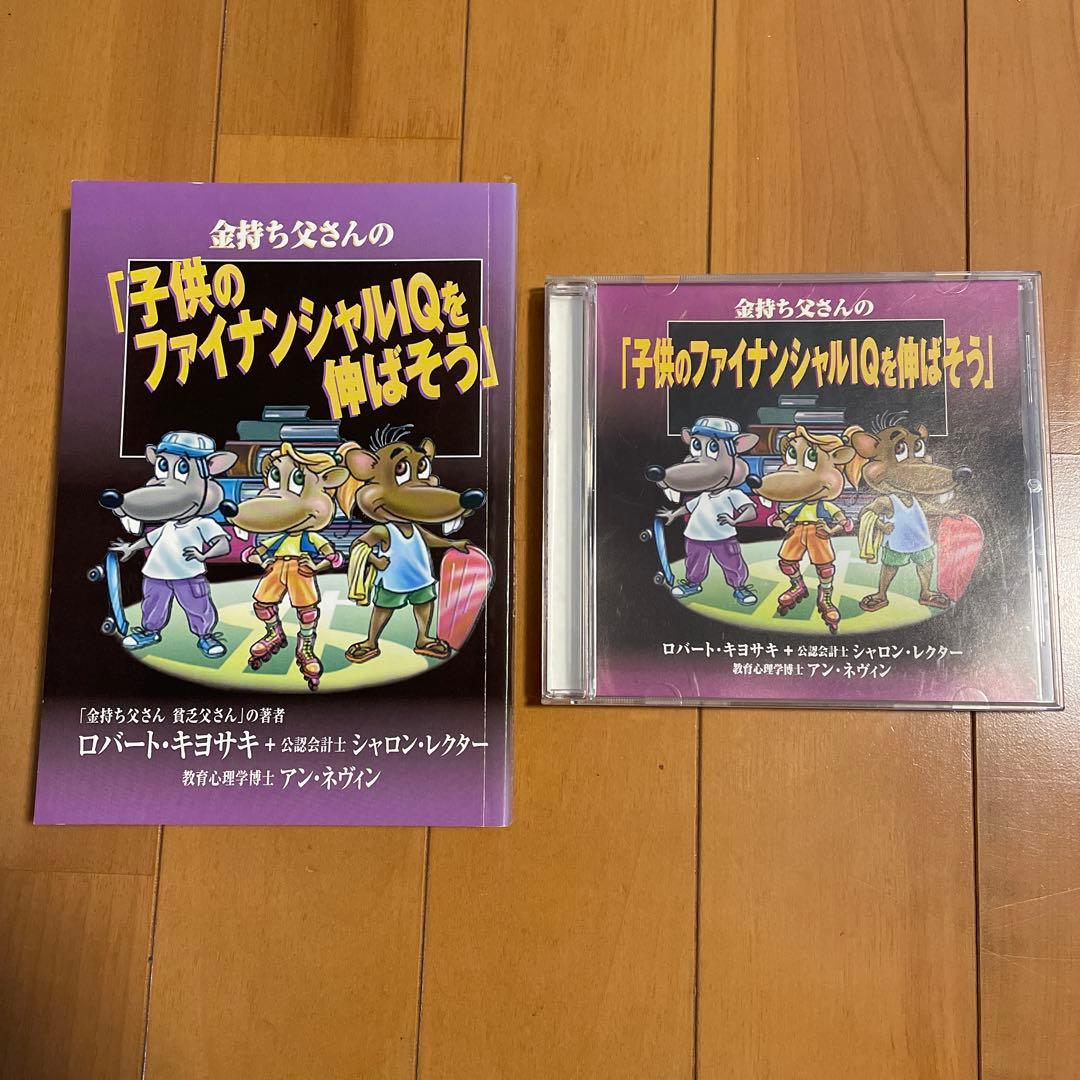 金持ち父さんの
「子供の
ファイナンシャルIQを
伸ばそう」
「金持ち父さん 貧乏父さん」の著者
ロバート・キヨサキ + 公認会計士 シャロン・レクター
教育心理学博士 アン・ネヴィン
金持ち父さんの
「子供のファイナンシャルIQを伸ばそう」
ロバート・キヨサキ + 公認会計士 シャロン・レクター
教育心理学博士 アン・ネヴィン